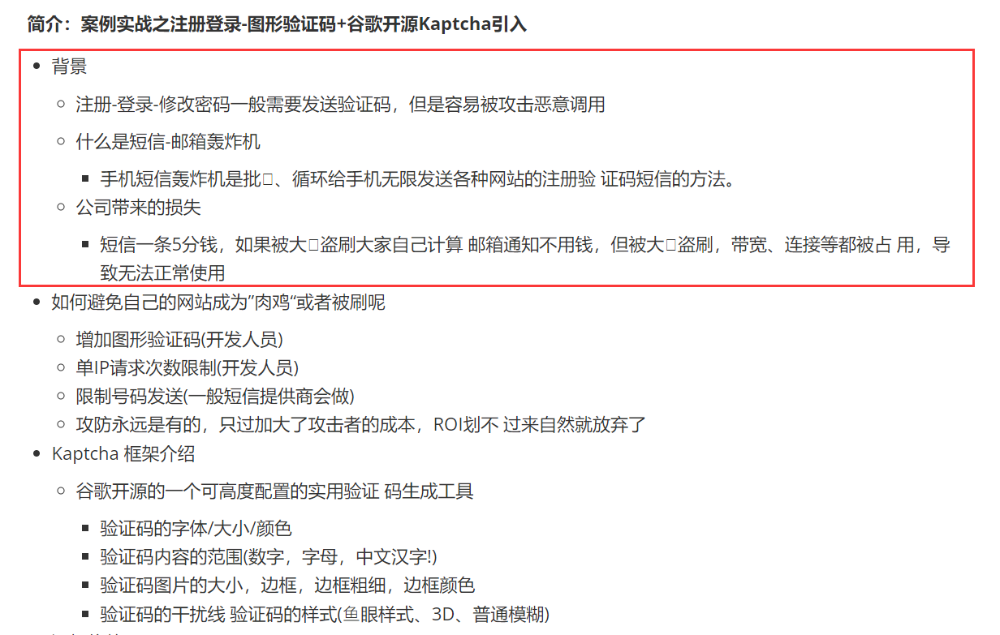 简介：案例实战之注册登录-图形验证码+谷歌开源Kaptcha引入
背景
注册-登录-修改密码一般需要发送验证码，但是容易被攻击恶意调用
什么是短信-邮箱轰炸机
手机短信轰炸机是批□、循环给手机无限发送各种网站的注册验 证码短信的方法。
公司带来的损失
短信一条5分钱，如果被大□盗刷大家自己计算 邮箱通知不用钱，但被大□盗刷，带宽、连接等都被占 用，导
致无法正常使用
如何避免自己的网站成为”肉鸡“或者被刷呢
增加图形验证码(开发人员)
单IP请求次数限制(开发人员)
限制号码发送(一般短信提供商会做)
攻防永远是有的，只过加大了攻击者的成本，ROI划不 过来自然就放弃了
Kaptcha 框架介绍
谷歌开源的一个可高度配置的实用验证 码生成工具
验证码的字体/大小/颜色
验证码内容的范围(数字，字母，中文汉字!)
验证码图片的大小，边框，边框粗细，边框颜色
验证码的干扰线 验证码的样式(鱼眼样式、3D、普通模糊)